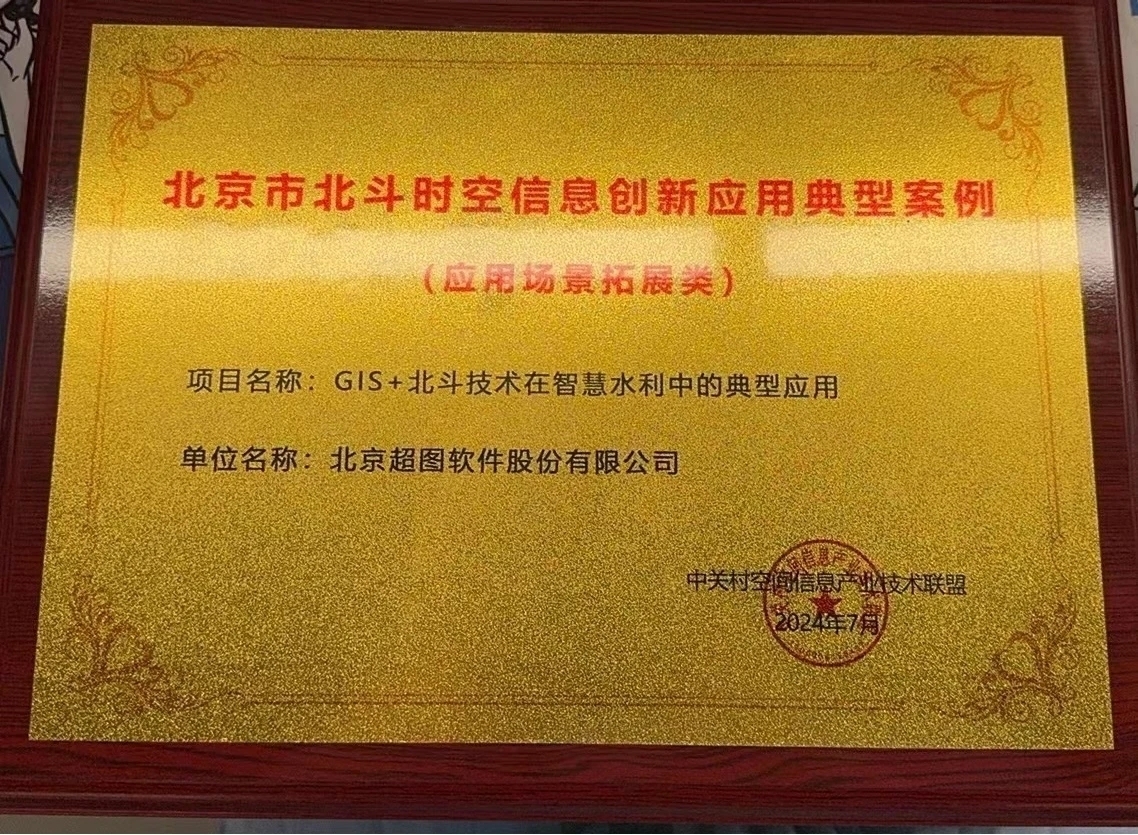 北京市北斗时空信息创新应用典型案例
（应用场景拓展类）
项目名称：GIS+北斗技术在智慧水利中的典型应用
单位名称：北京超图软件股份有限公司
中关村空间信息产业技术联盟
2024年7月